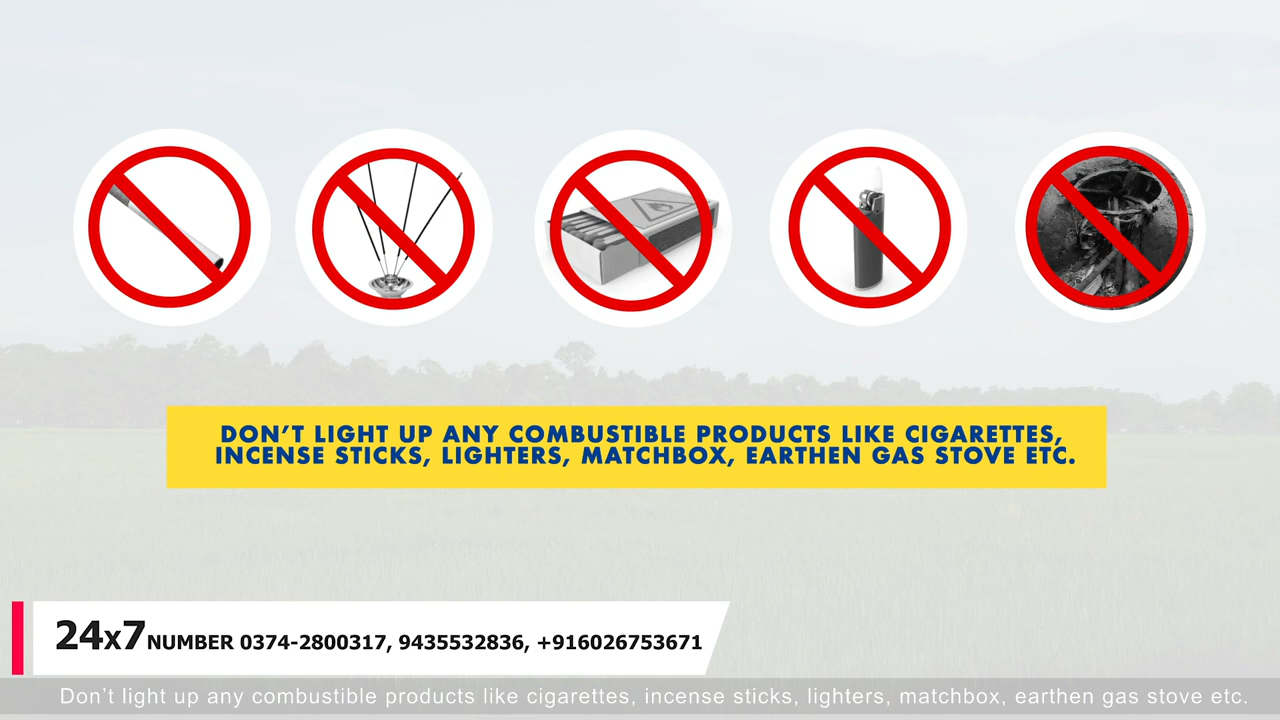 DON'T LIGHT UP ANY COMBUSTIBLE PRODUCTS LIKE CIGARETTES,
INCENSE STICKS, LIGHTERS, MATCHBOX, EARTHEN GAS STOVE ETC.
24x7 NUMBER 0374-2800317, 9435532836, +916026753671
Don't light up any combustible products like cigarettes, incense sticks, lighters, matchbox, earthen gas stove etc.